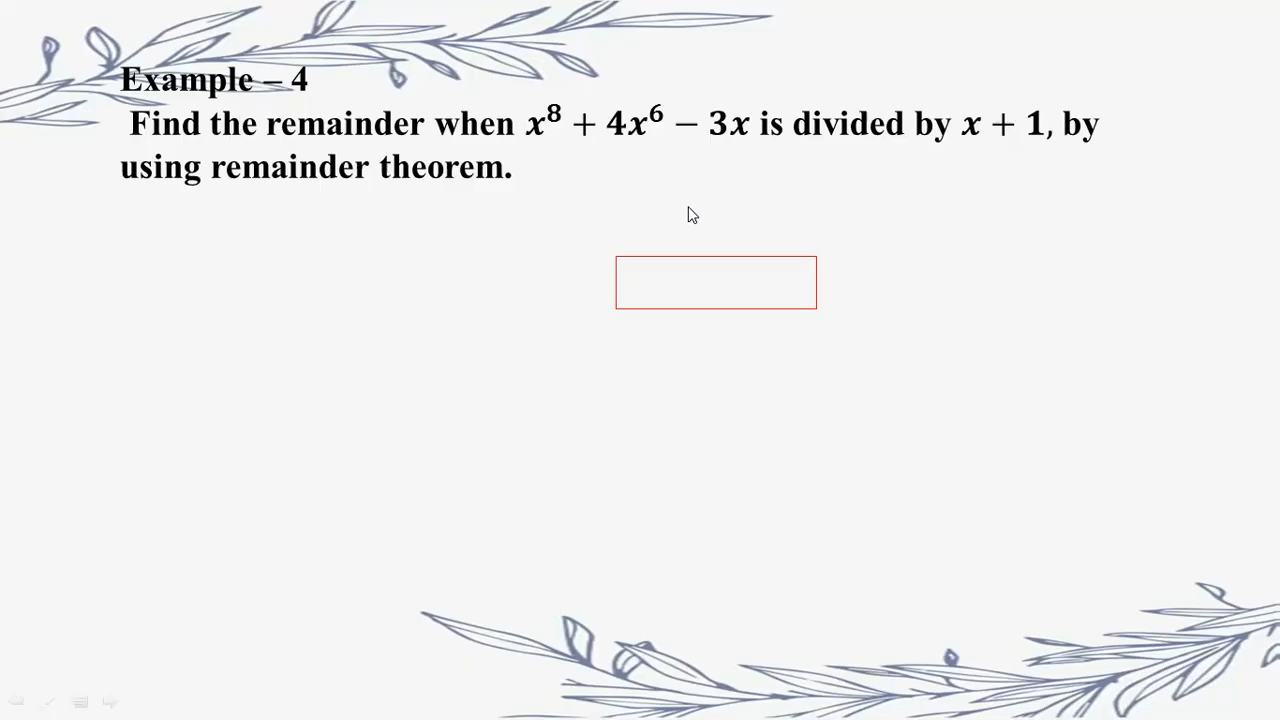 Example – 4
Find the remainder when 𝒙⁸ + 4𝒙⁶ − 3𝒙 is divided by 𝒙 + 1, by
using remainder theorem.